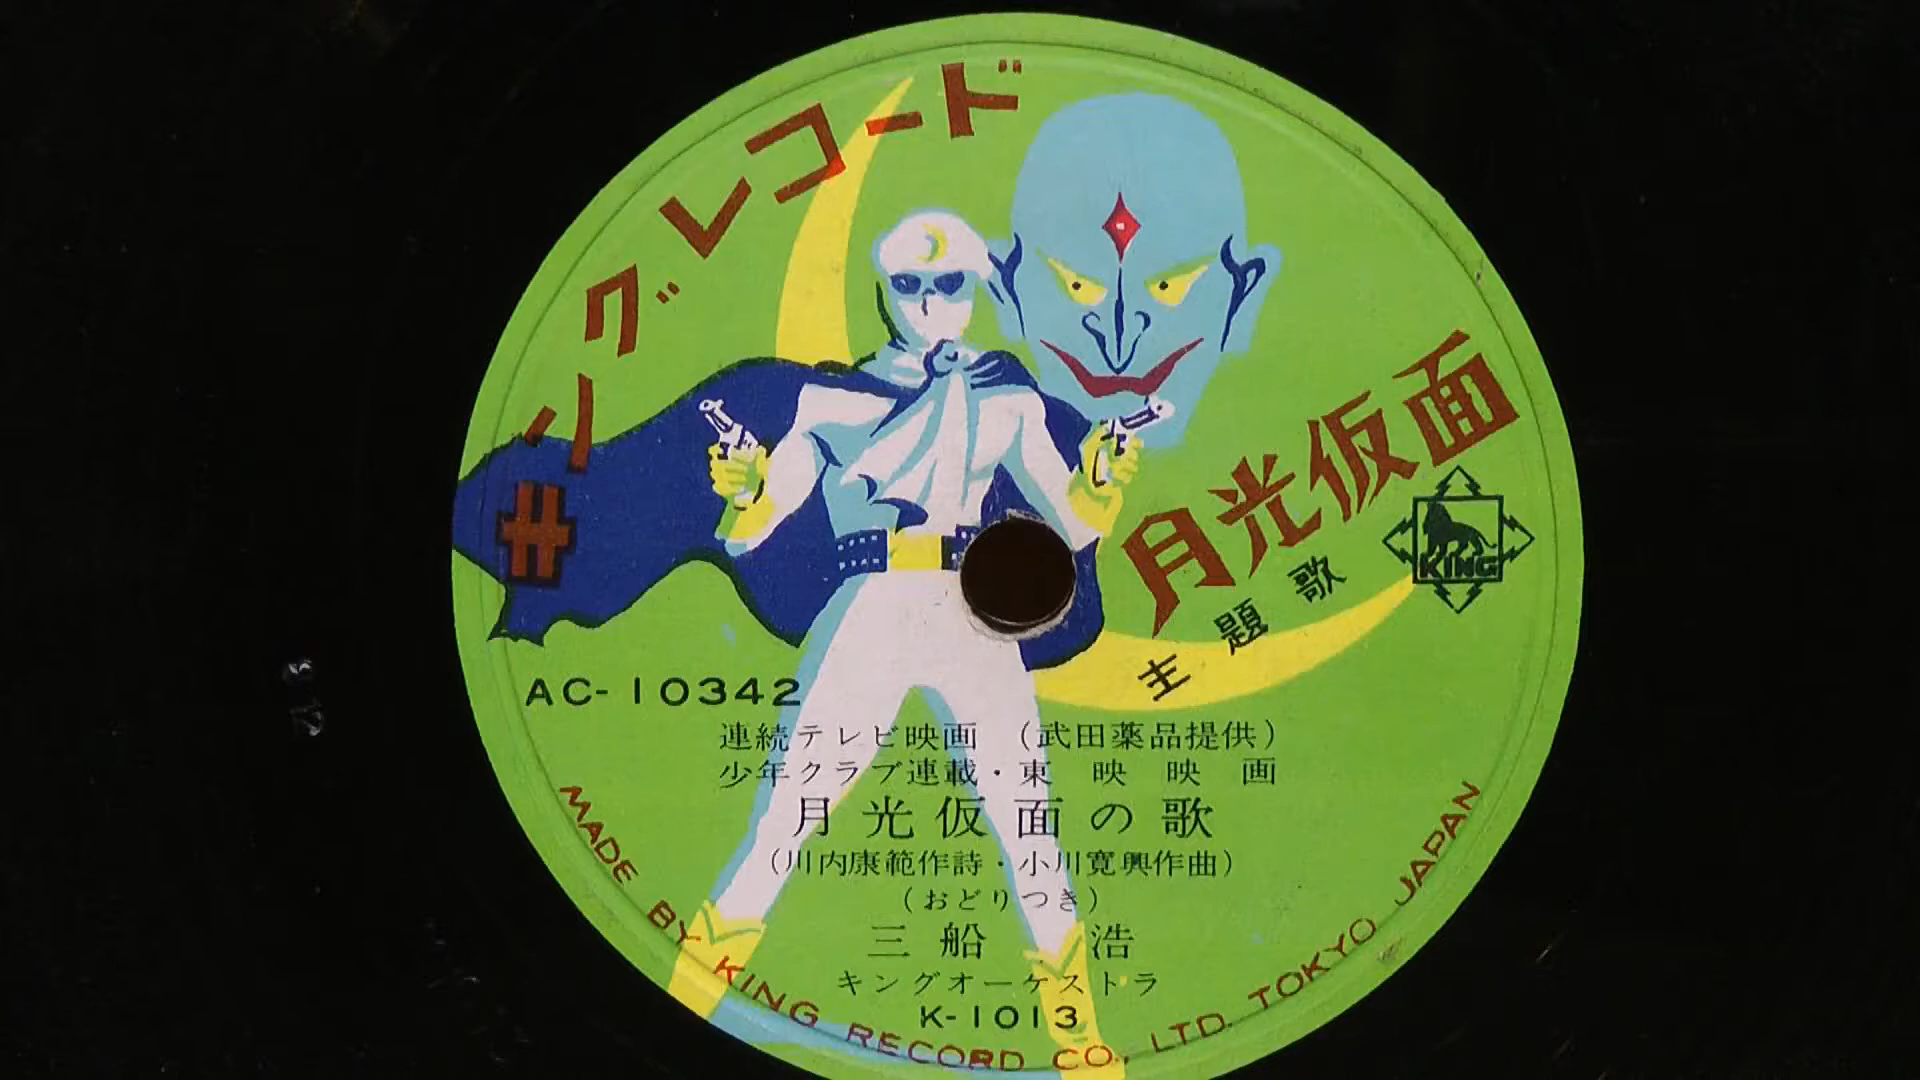 キングレコード
月光仮面
主題歌
KING
AC-10342
連続テレビ映画 (武田薬品提供)
少年クラブ連載・東映映画
月光仮面の歌
(川内康範作詩・小川寛興作曲)
(おどりつき)
三船 浩
キングオーケストラ
K-1013
MADE BY KING RECORD CO., LTD. TOKYO JAPAN